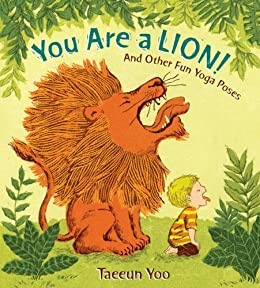 You Are a LION!
And Other Fun Yoga Poses
Taeeun Yoo